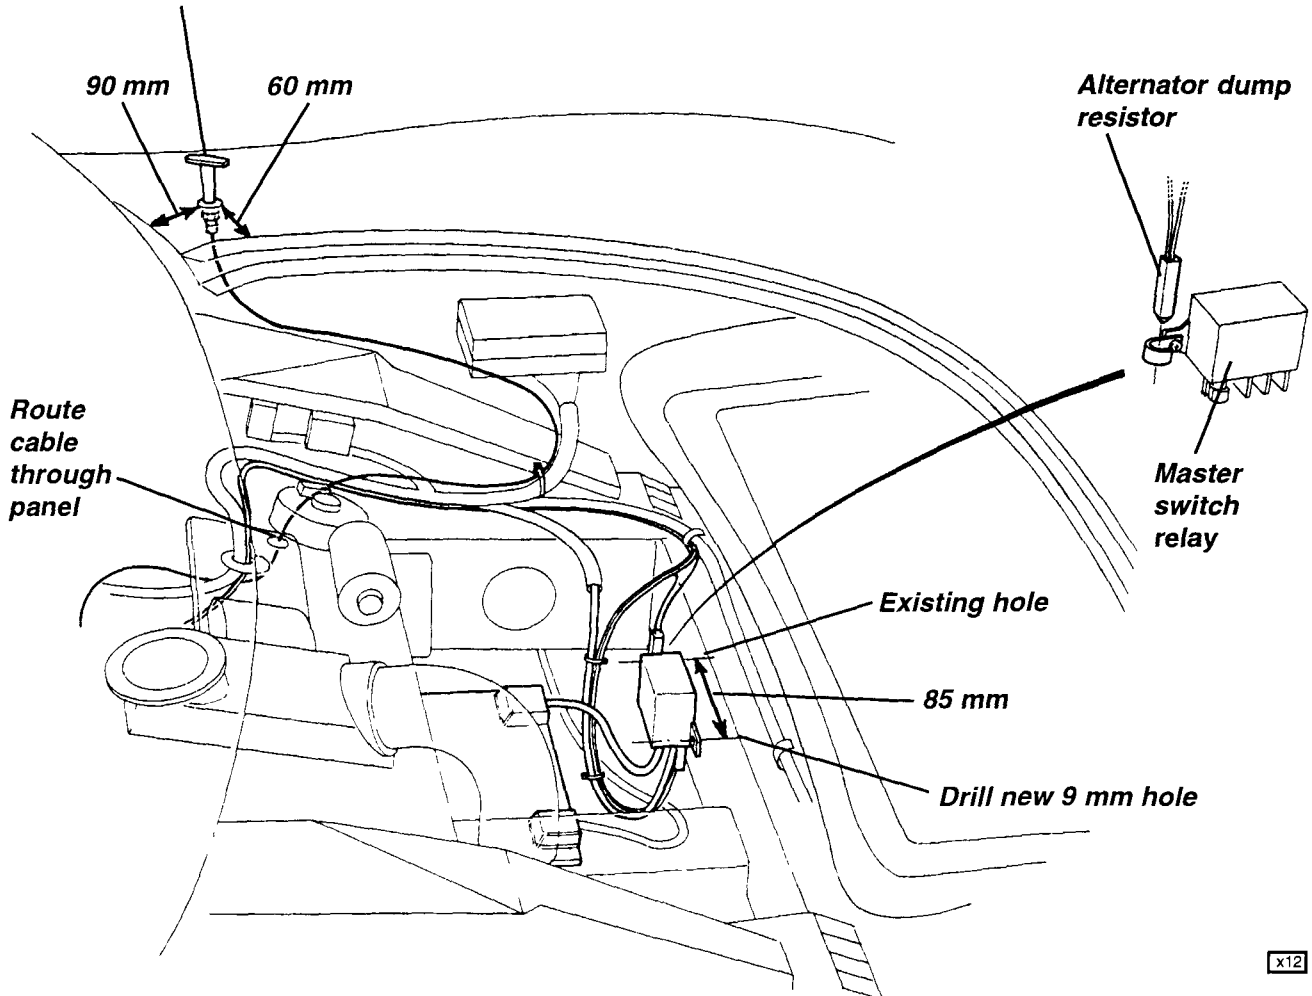 90 mm
60 mm
Alternator dump
resistor
Route
cable
through
panel
Master
switch
relay
Existing hole
85 mm
Drill new 9 mm hole
x12